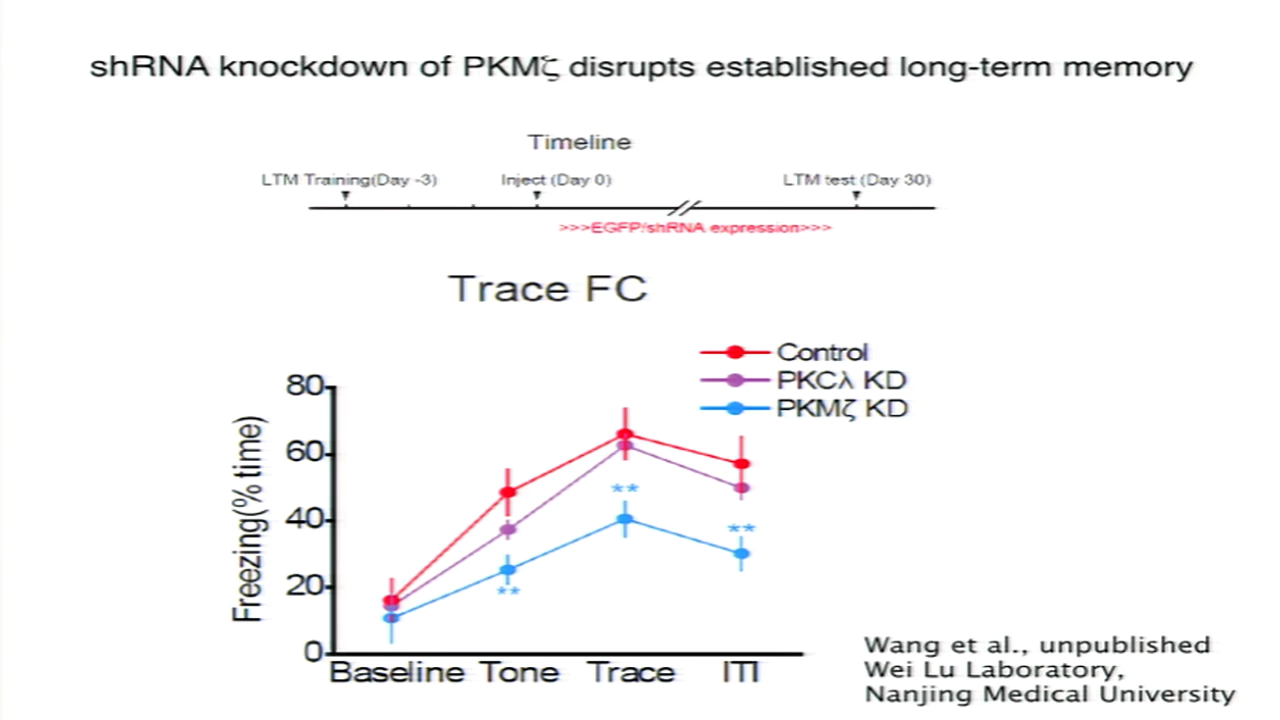 shRNA knockdown of PKMζ disrupts established long-term memory
Timeline
LTM Training(Day -3) Inject (Day 0) LTM test (Day 30)
>>>EGFP/shRNA expression>>>
Trace FC
Control
PKCλ KD
PKMζ KD
Freezing(% time)
80
60
40
20
0
**
**
**
Baseline Tone Trace ITI
Wang et al., unpublished
Wei Lu Laboratory,
Nanjing Medical University